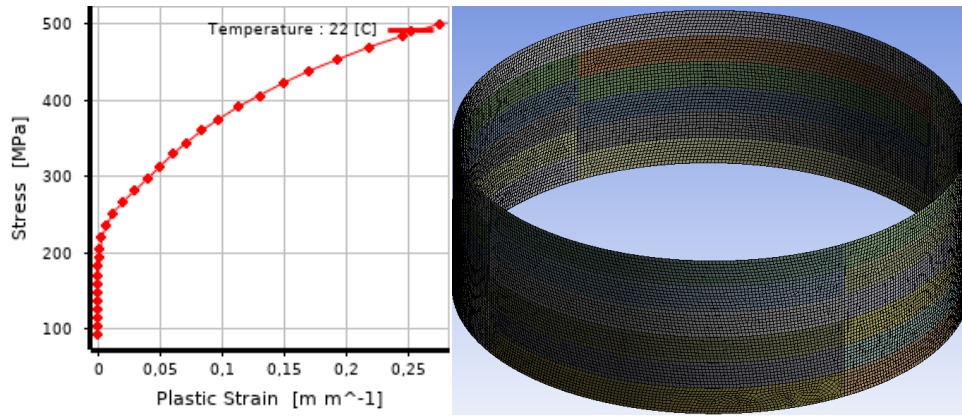 500
Temperature : 22 [C]
400
300
200
100
Stress [MPa]
0 0,05 0,1 0,15 0,2 0,25
Plastic Strain [m m^-1]